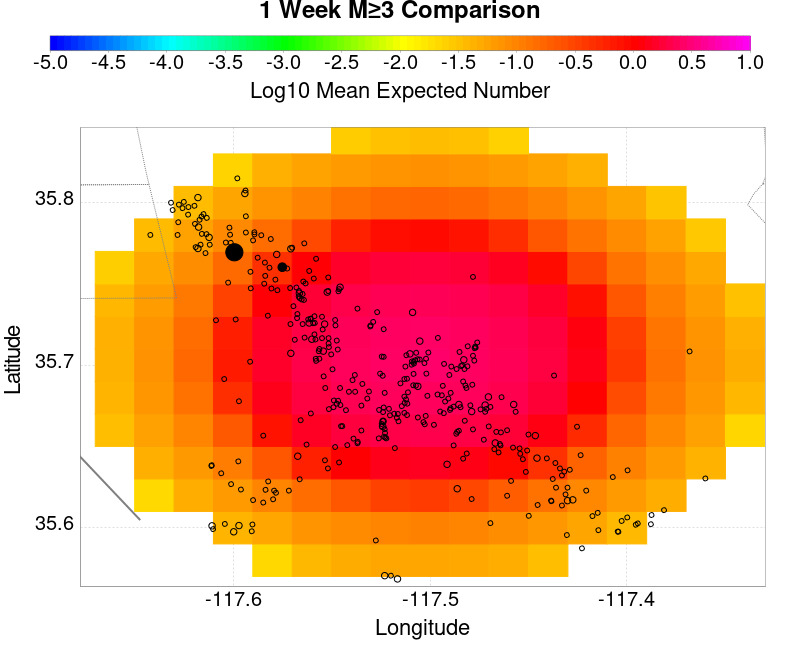 1 Week M≥3 Comparison
-5.0 -4.5 -4.0 -3.5 -3.0 -2.5 -2.0 -1.5 -1.0 -0.5 0.0 0.5 1.0
Log10 Mean Expected Number
35.8
35.7
35.6
Latitude
-117.6 -117.5 -117.4
Longitude